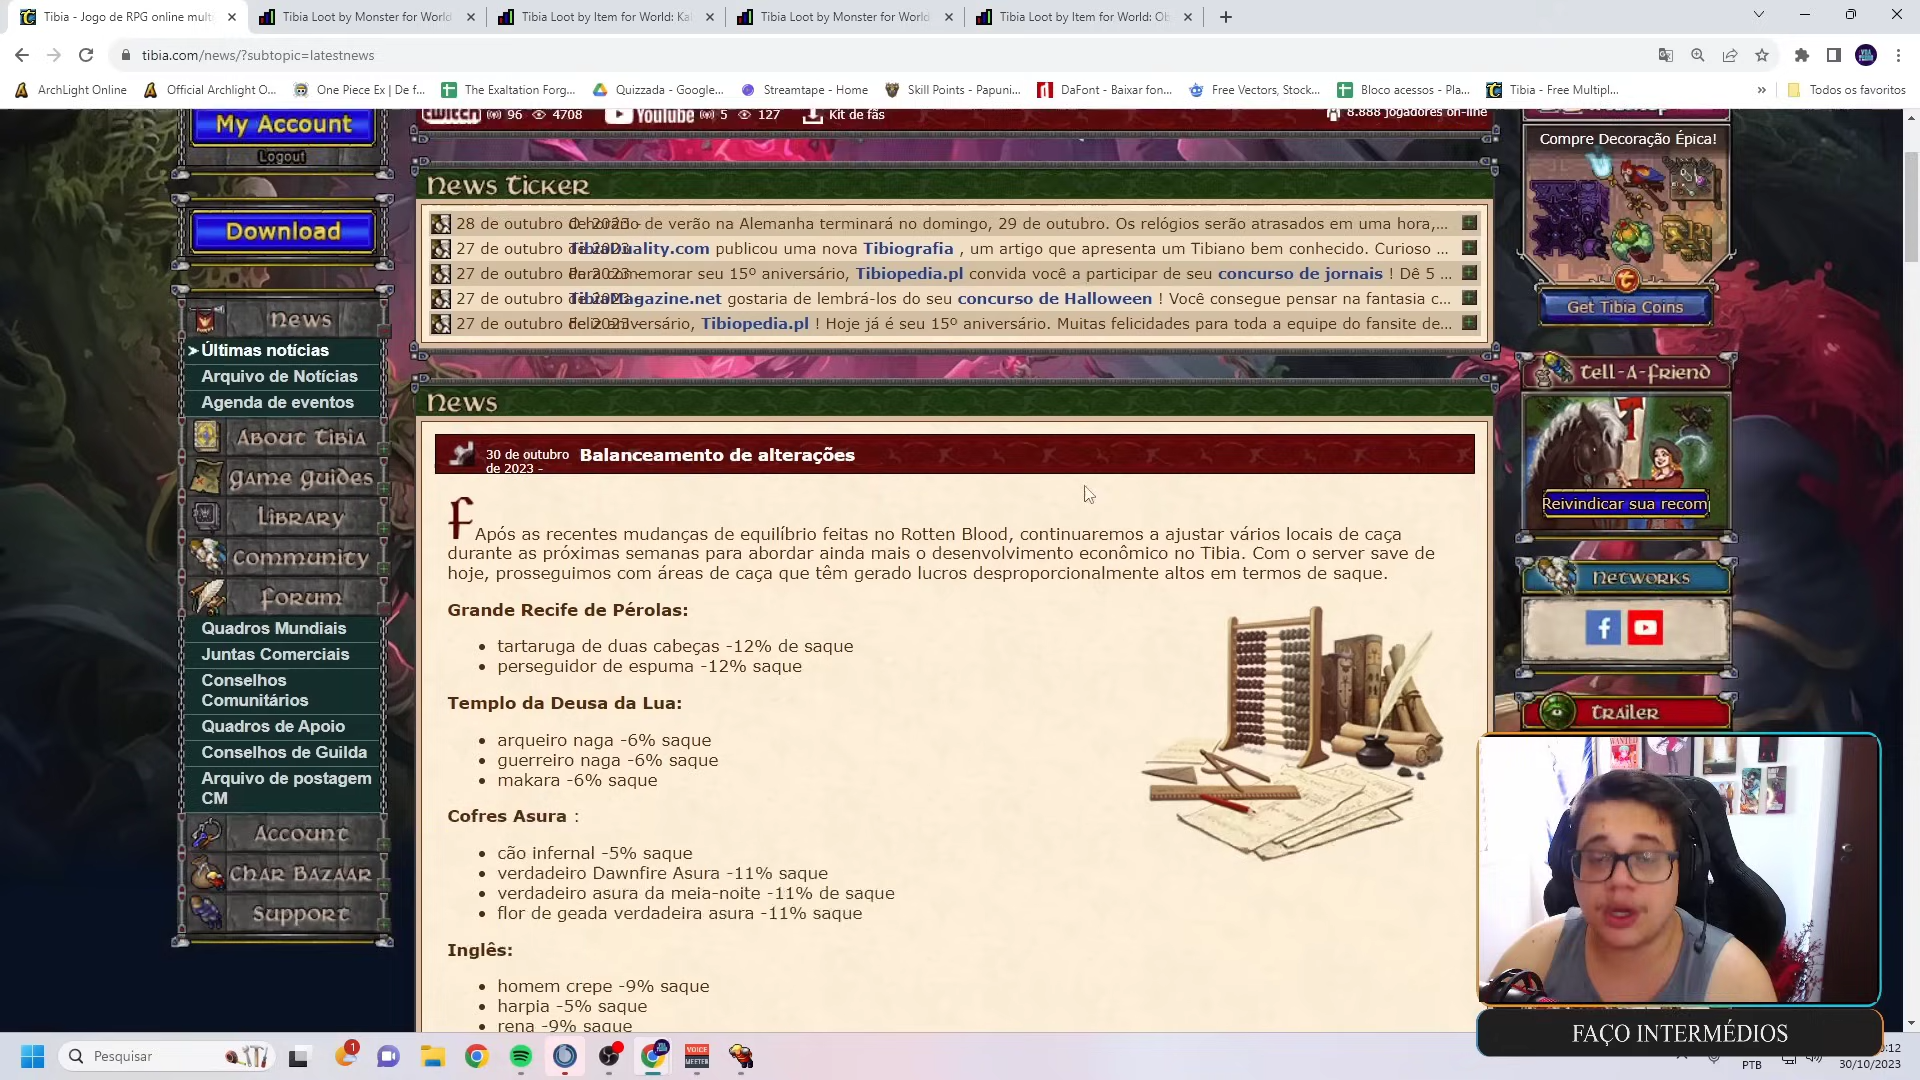 Tibia - Jogo de RPG online mult
Tibia Loot by Monster for World
Tibia Loot by Item for World: Ka
Tibia Loot by Monster for World
Tibia Loot by Item for World: Ob
tibia.com/news/?subtopic=latestnews
ArchLight Online
Official Archlight O...
One Piece Ex | De f...
The Exaltation Forg...
Quizzada - Google...
Streamtape - Home
Skill Points - Papuni...
DaFont - Baixar fon...
Free Vectors, Stock...
Bloco acessos - Pla...
Tibia - Free Multipl...
»
Todos os favoritos
My Account
Logout
Download
News
Últimas notícias
Arquivo de Notícias
Agenda de eventos
About Tibia
Game Guides
Library
Community
Forum
Quadros Mundiais
Juntas Comerciais
Conselhos
Comunitários
Quadros de Apoio
Conselhos de Guilda
Arquivo de postagem
CM
Account
Char Bazaar
Support
twitch 96 4708 YouTube 5 127 Kit de fãs 8.888 jogadores on-line
News Ticker
28 de outubro de 2023 - O horário de verão na Alemanha terminará no domingo, 29 de outubro. Os relógios serão atrasados em uma hora,...
27 de outubro de 2023 - TibiaQuality.com publicou uma nova Tibiografia , um artigo que apresenta um Tibiano bem conhecido. Curioso ...
27 de outubro de 2023 - Para comemorar seu 15º aniversário, Tibiopedia.pl convida você a participar de seu concurso de jornais ! Dê 5 ...
27 de outubro de 2023 - TibiaMagazine.net gostaria de lembrá-los do seu concurso de Halloween ! Você consegue pensar na fantasia c...
27 de outubro de 2023 - Feliz aniversário, Tibiopedia.pl ! Hoje já é seu 15º aniversário. Muitas felicidades para toda a equipe do fansite de...
News
30 de outubro
de 2023 -
Balanceamento de alterações
Após as recentes mudanças de equilíbrio feitas no Rotten Blood, continuaremos a ajustar vários locais de caça
durante as próximas semanas para abordar ainda mais o desenvolvimento econômico no Tibia. Com o server save de
hoje, prosseguimos com áreas de caça que têm gerado lucros desproporcionalmente altos em termos de saque.
Grande Recife de Pérolas:
• tartaruga de duas cabeças -12% de saque
• perseguidor de espuma -12% saque
Templo da Deusa da Lua:
• arqueiro naga -6% saque
• guerreiro naga -6% saque
• makara -6% saque
Cofres Asura :
• cão infernal -5% saque
• verdadeiro Dawnfire Asura -11% saque
• verdadeiro asura da meia-noite -11% de saque
• flor de geada verdadeira asura -11% saque
Inglês:
• homem crepe -9% saque
• harpia -5% saque
• rena -9% saque
Compre Decoração Épica!
Get Tibia Coins
Tell-A-Friend
Reivindicar sua recom
Networks
Trailer
FAÇO INTERMÉDIOS
Pesquisar
1
VOICE
MEETER
PTB
30/10/2023